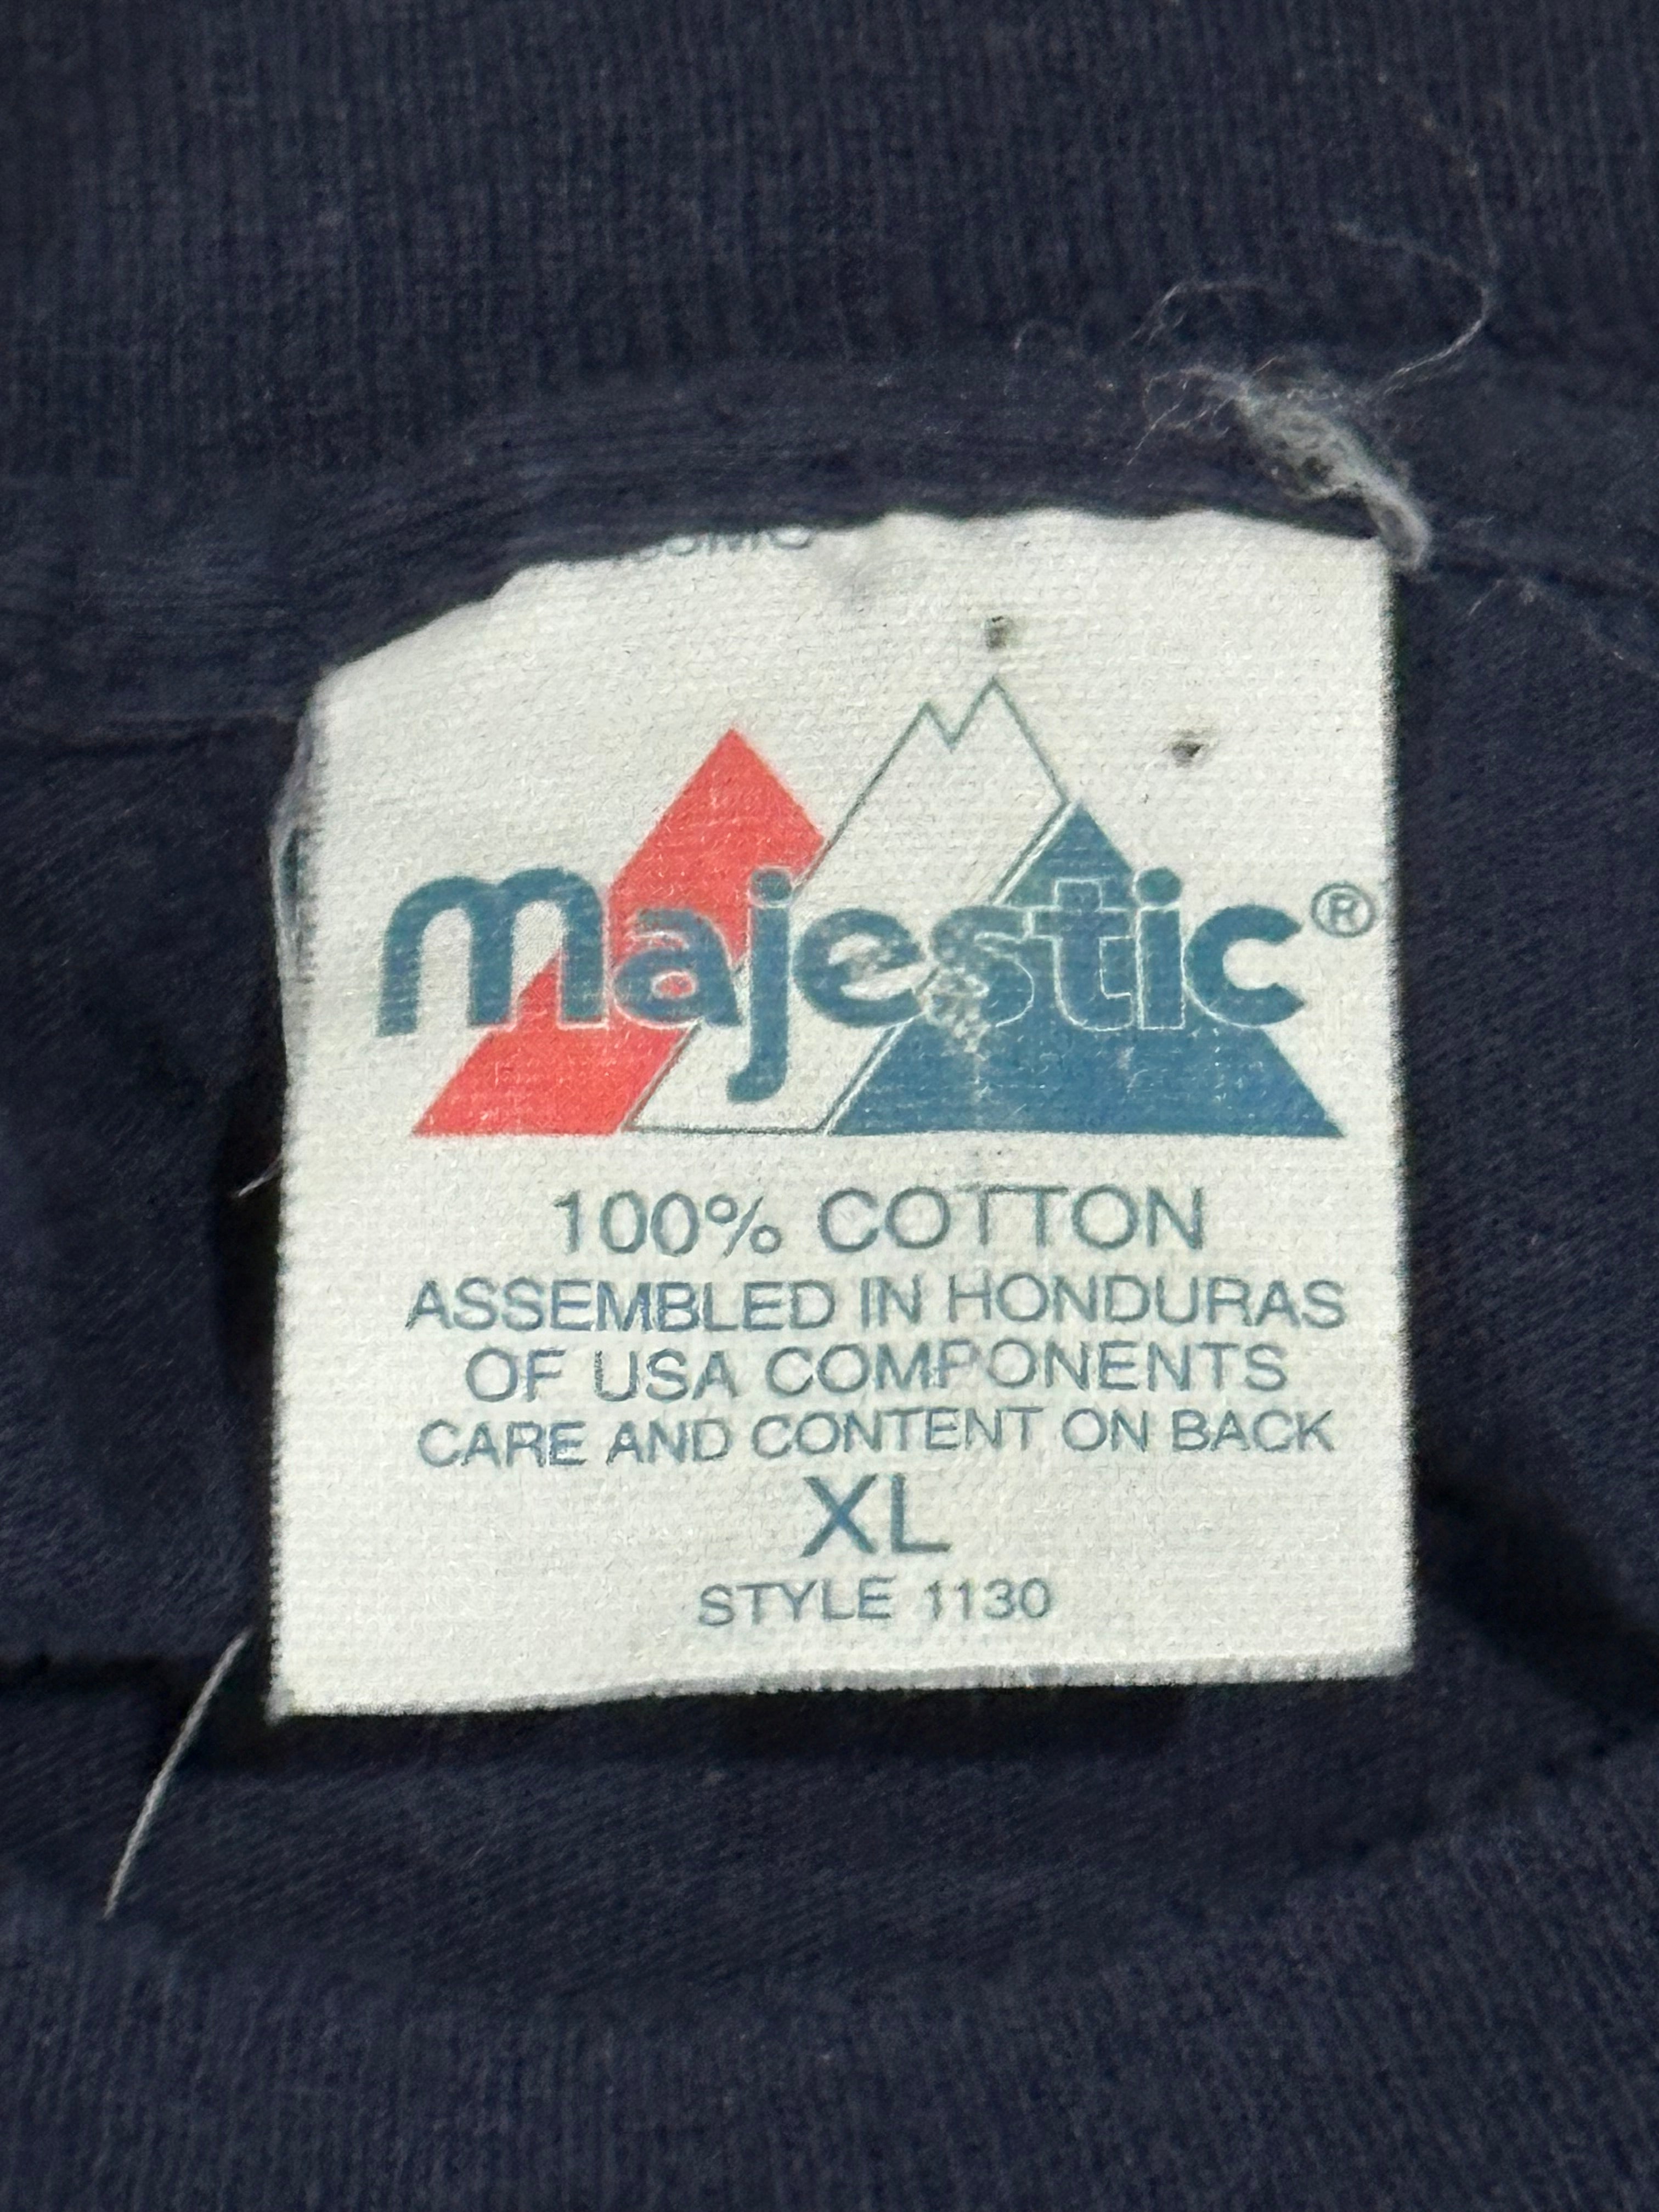 majestic®
100% COTTON
ASSEMBLED IN HONDURAS
OF USA COMPONENTS
CARE AND CONTENT ON BACK
XL
STYLE 1130